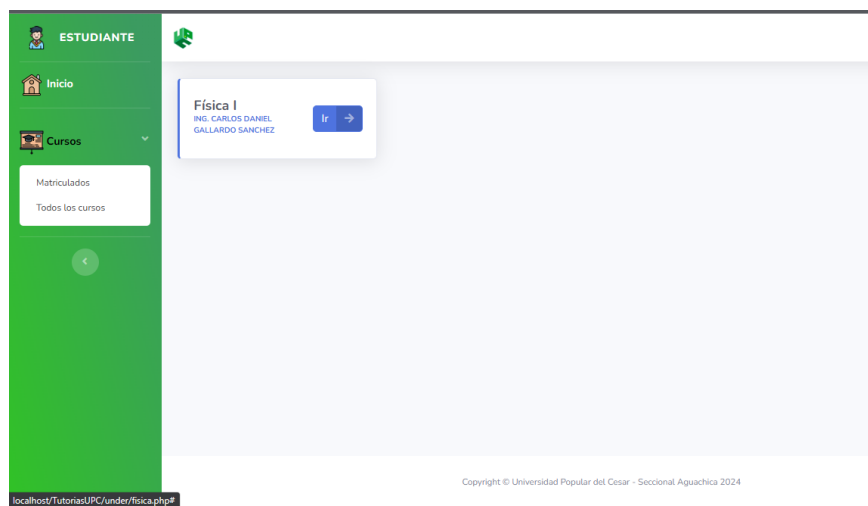 ESTUDIANTE
Inicio
Cursos
Matriculados
Todos los cursos
Física I
ING. CARLOS DANIEL
GALLARDO SANCHEZ
Ir
Copyright © Universidad Popular del Cesar - Seccional Aguachica 2024
localhost/TutoriasUPC/under/fisica.php#